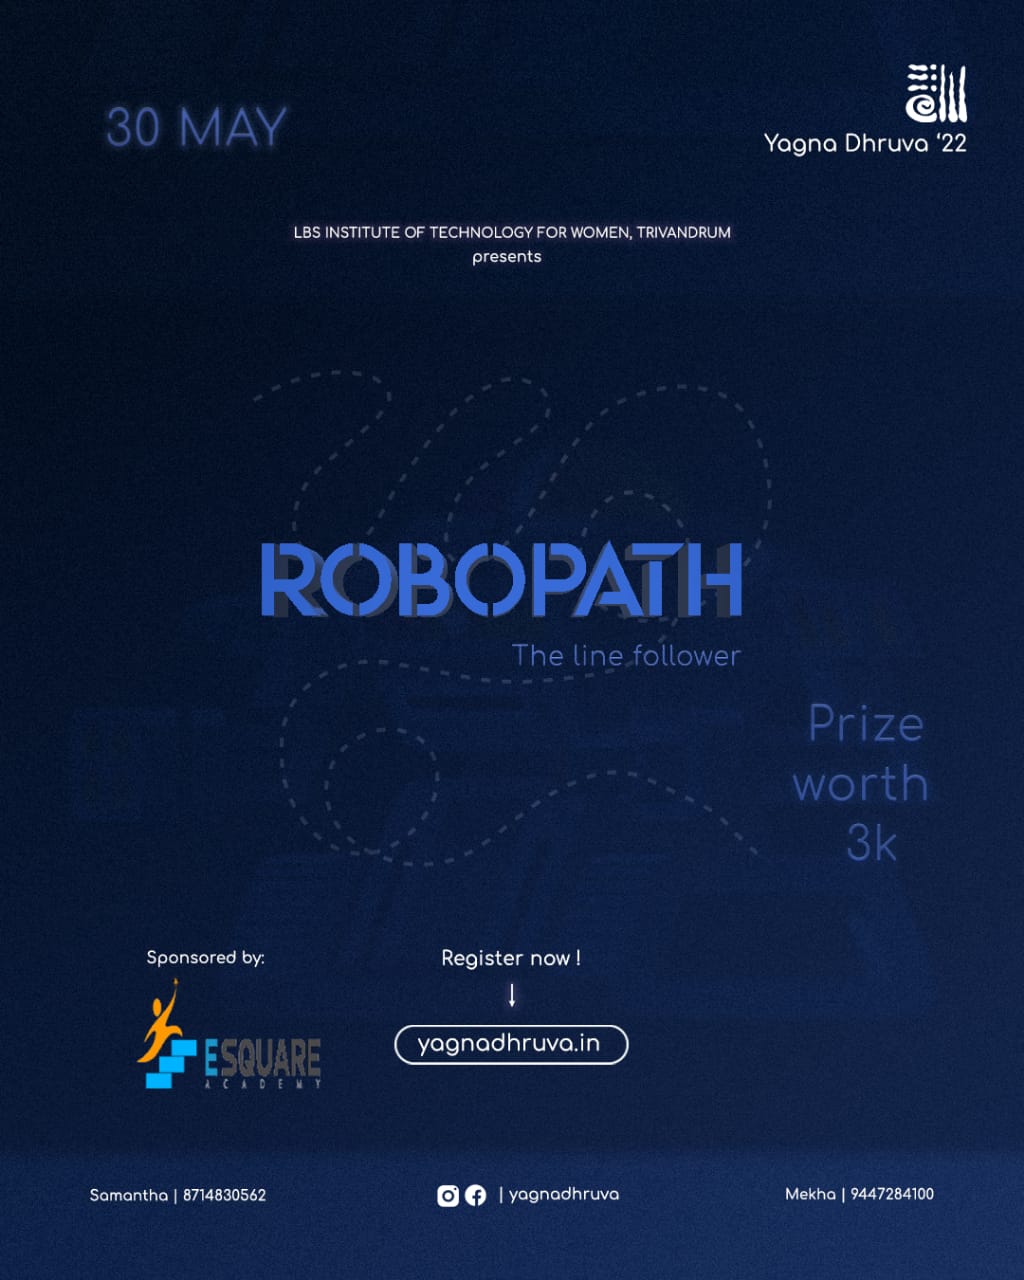 30 MAY
Yagna Dhruva ‘22
LBS INSTITUTE OF TECHNOLOGY FOR WOMEN, TRIVANDRUM
presents
ROBOPATH
The line follower
Prize
worth
3k
Sponsored by:
ESQUARE
ACADEMY
Register now !
yagnadhruva.in
Samantha | 8714830562
| yagnadhruva
Mekha | 9447284100